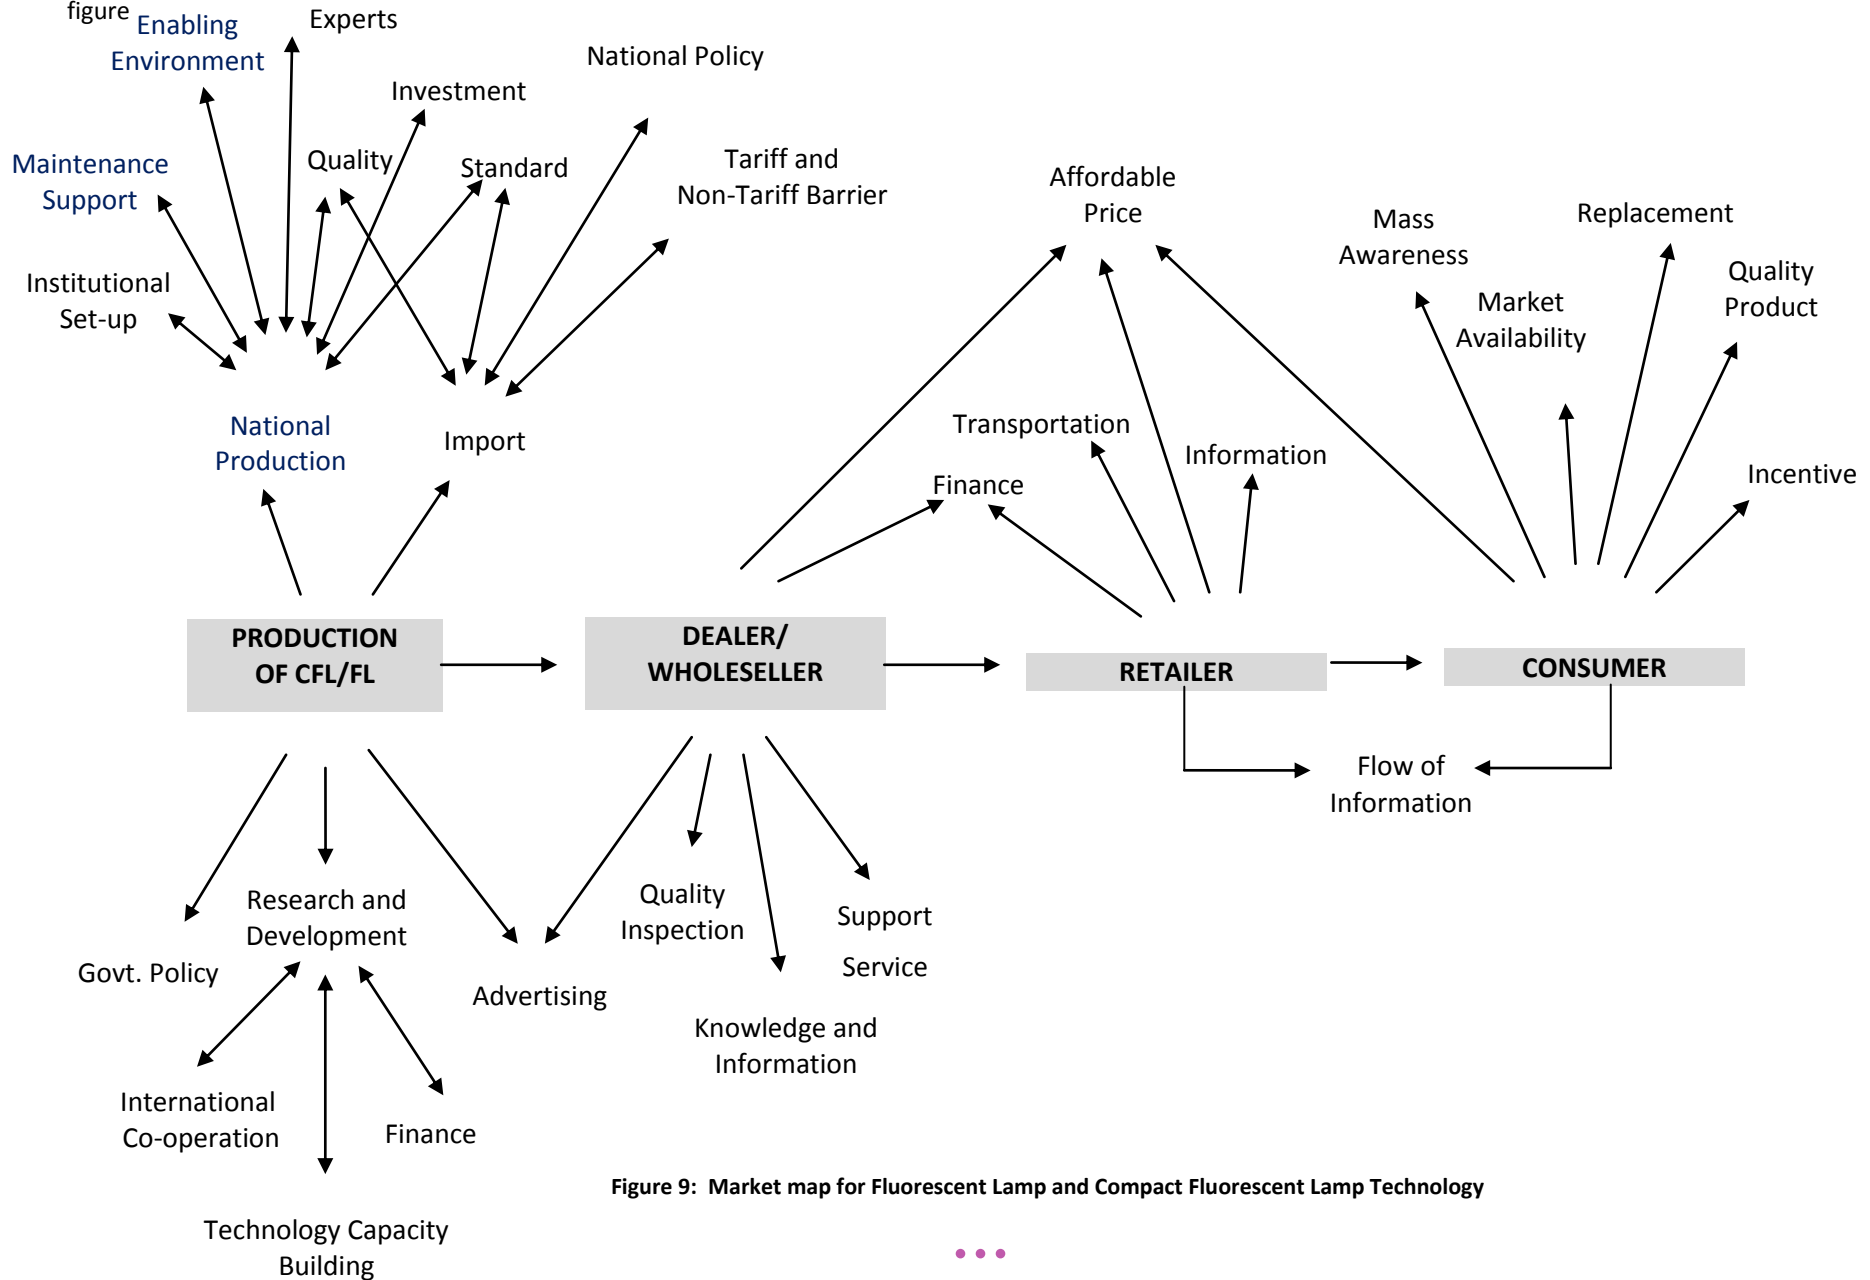 figure
Enabling
Environment
Experts
National Policy
Investment
Maintenance
Support
Quality
Standard
Tariff and
Non-Tariff Barrier
Affordable
Price
Mass
Awareness
Replacement
Institutional
Set-up
Market
Availability
Quality
Product
National
Production
Import
Transportation
Finance
Information
Incentive
PRODUCTION
OF CFL/FL
DEALER/
WHOLESELLER
RETAILER
CONSUMER
Flow of
Information
Research and
Development
Govt. Policy
Advertising
Quality
Inspection
Support
Service
Knowledge and
Information
International
Co-operation
Finance
Technology Capacity
Building
Figure 9: Market map for Fluorescent Lamp and Compact Fluorescent Lamp Technology